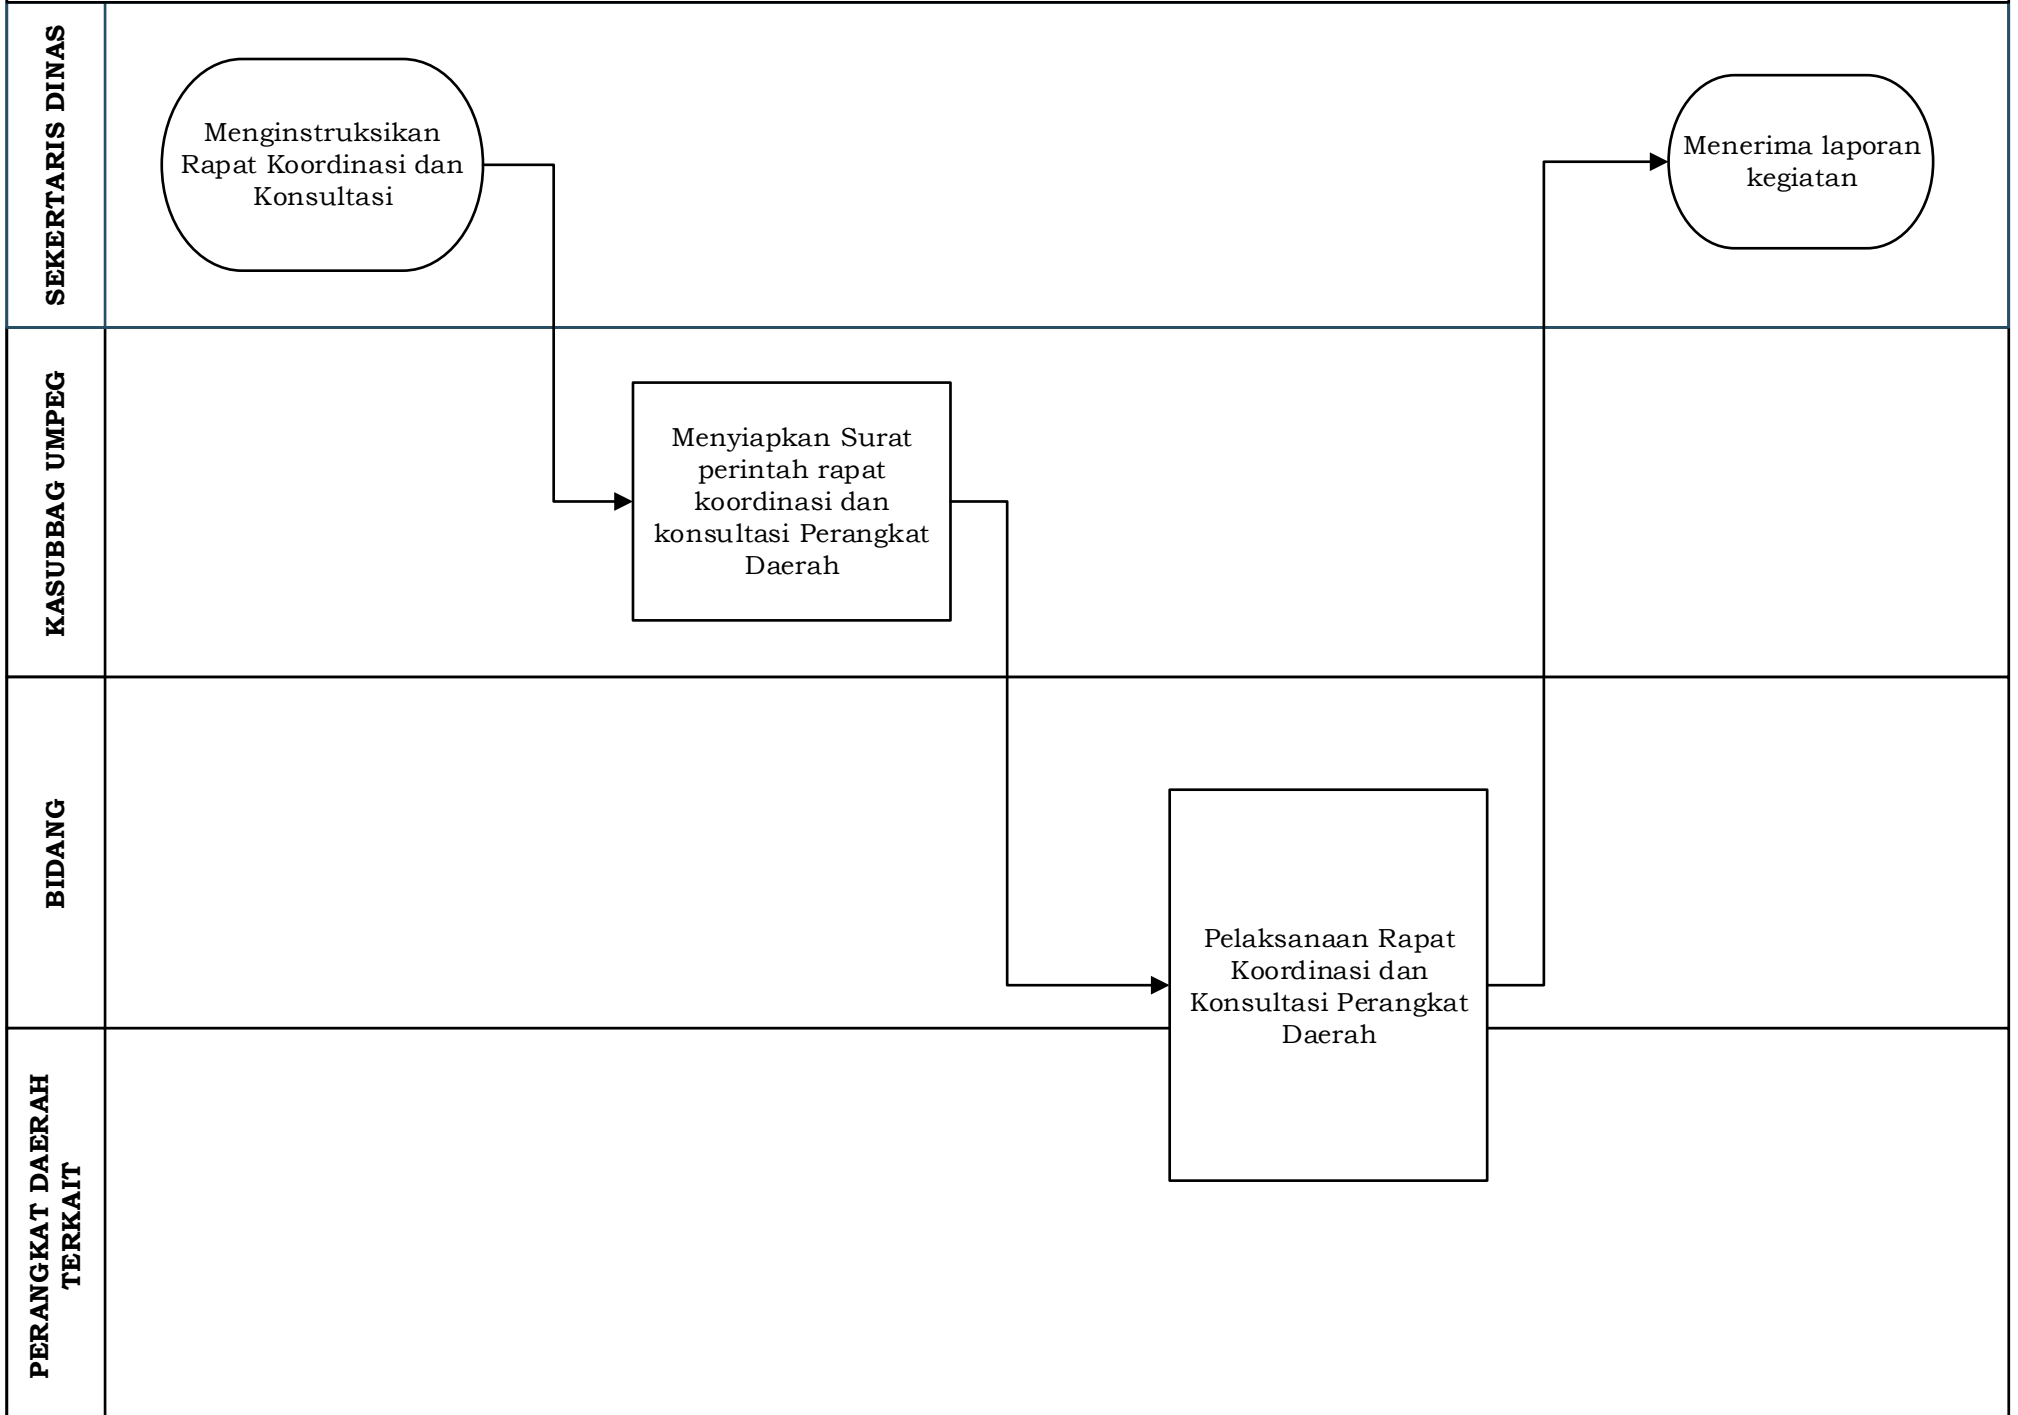 SEKERTARIS DINAS
Menginstruksikan
Rapat Koordinasi dan
Konsultasi
Menerima laporan
kegiatan
KASUBBAG UMPEG
Menyiapkan Surat
perintah rapat
koordinasi dan
konsultasi Perangkat
Daerah
BIDANG
Pelaksanaan Rapat
Koordinasi dan
Konsultasi Perangkat
Daerah
PERANGKAT DAERAH
TERKAIT